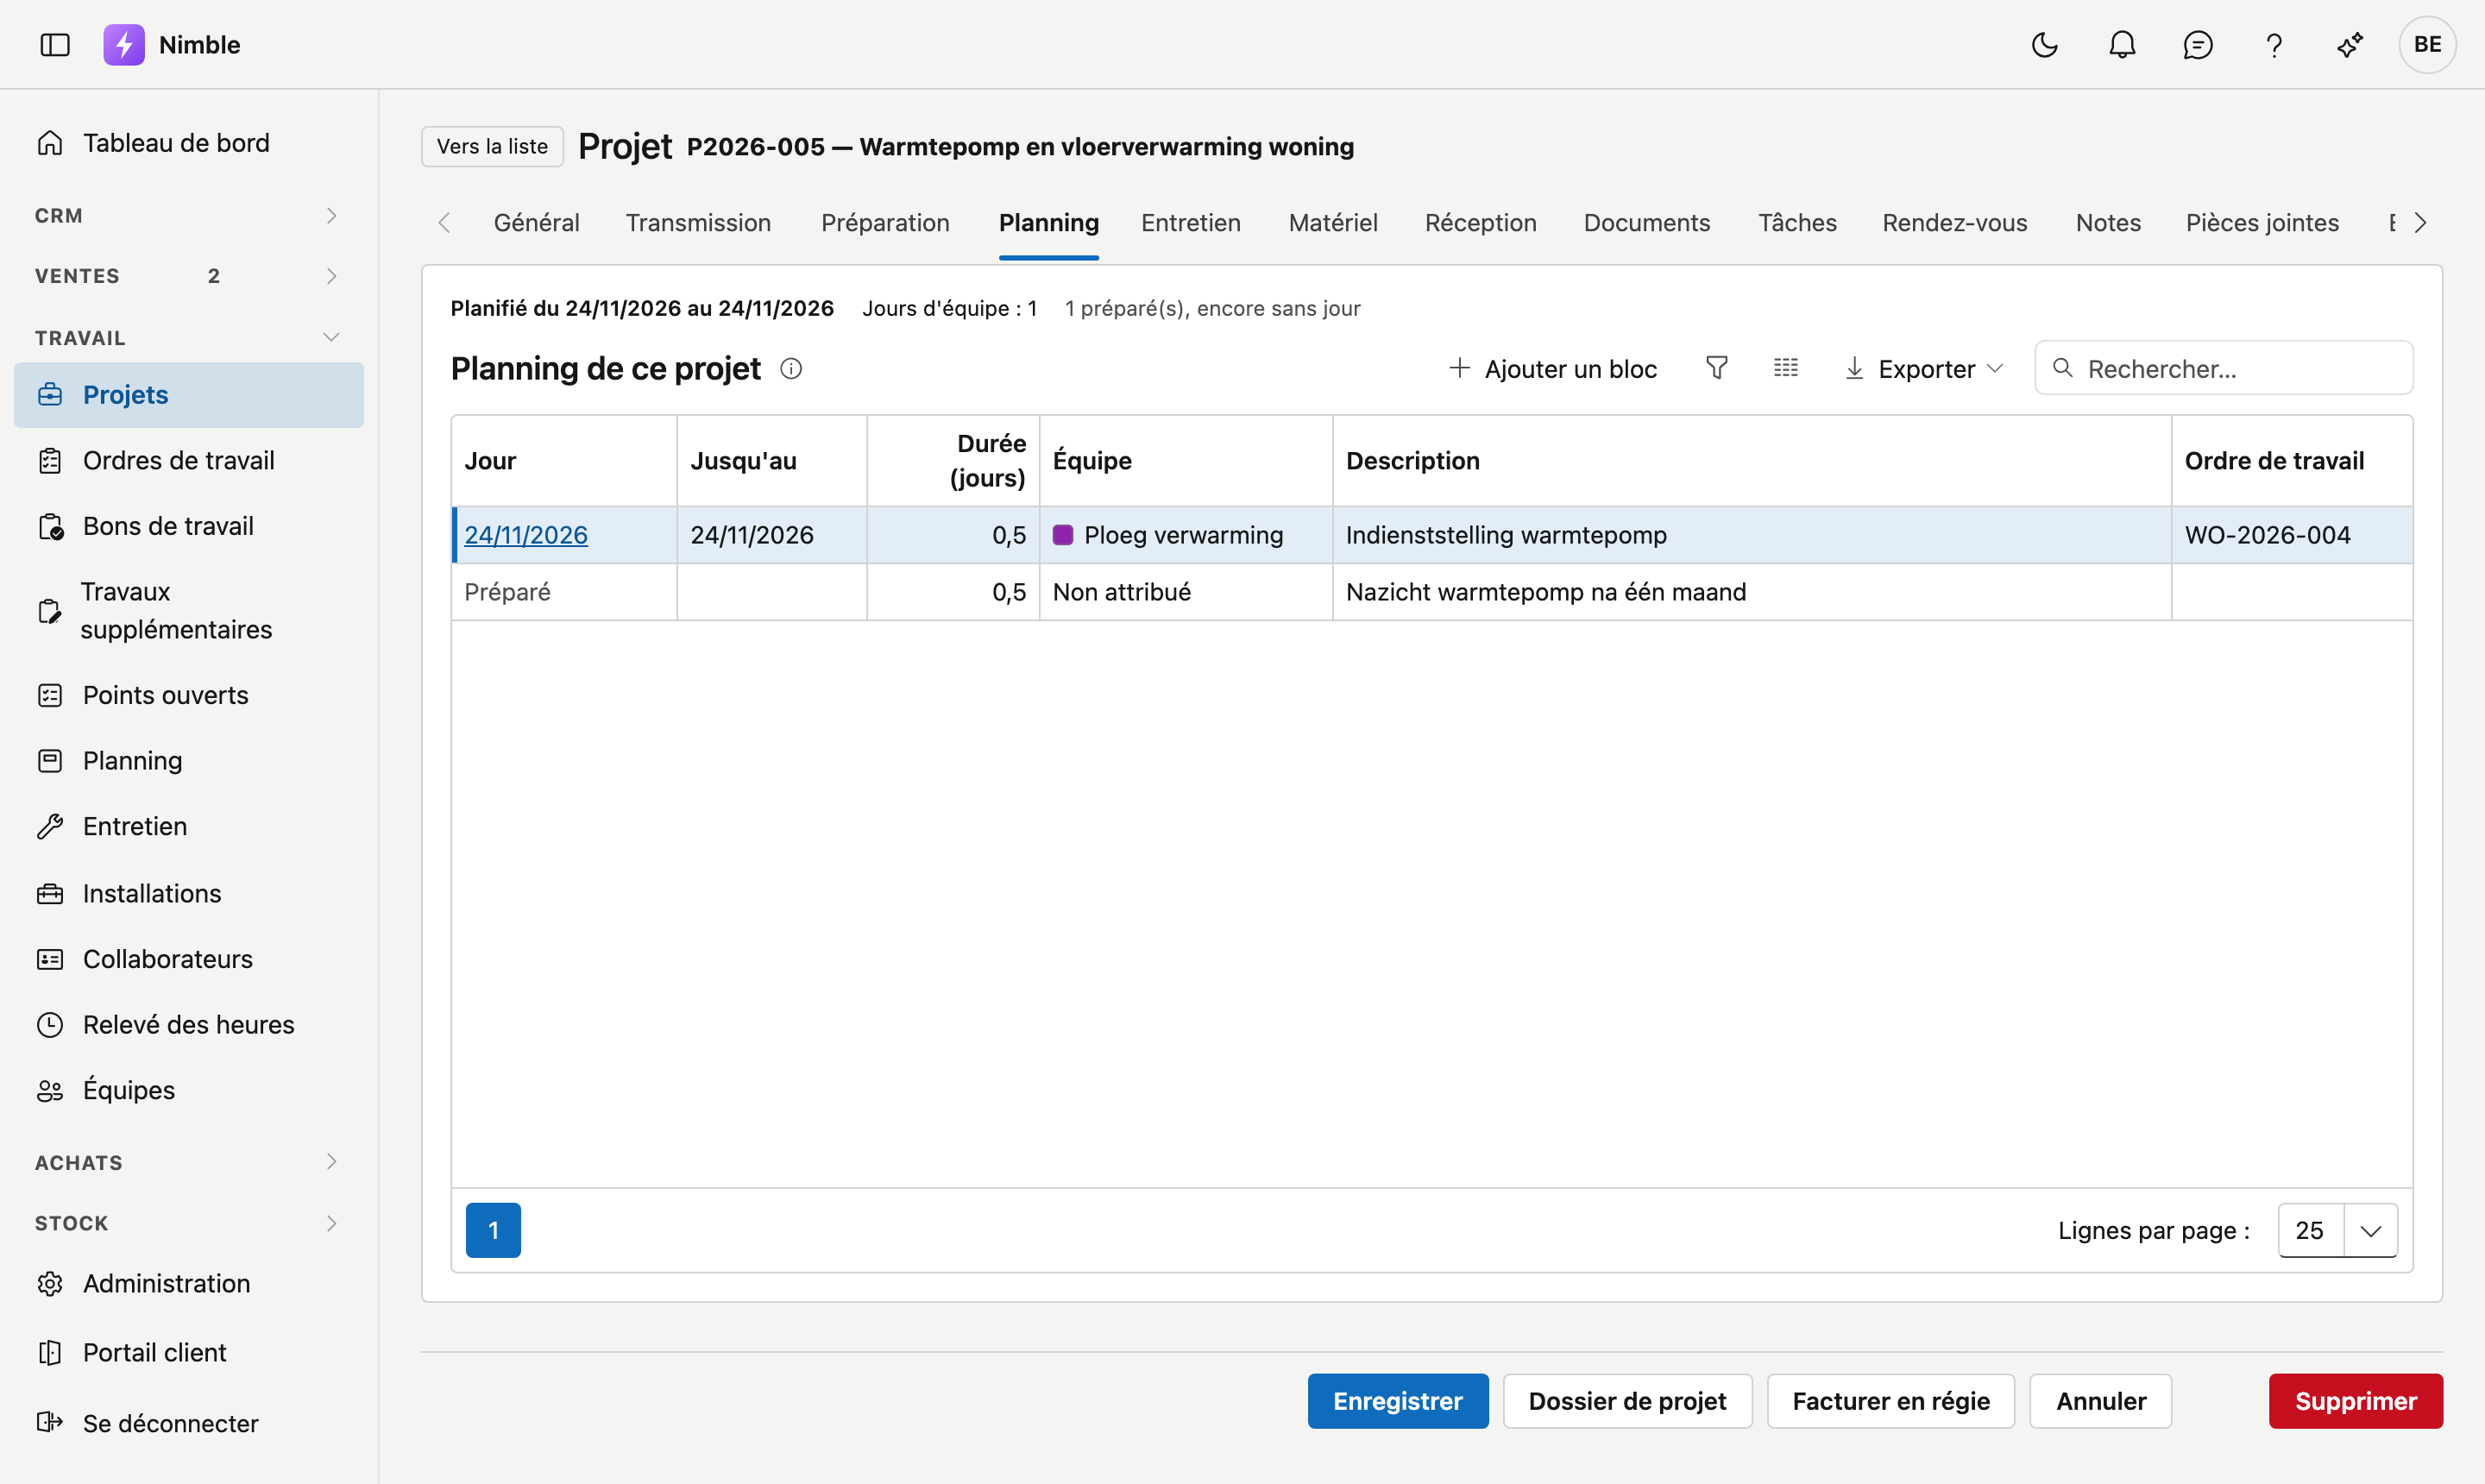 Nimble
BE
Tableau de bord
CRM
VENTES 2
TRAVAIL
Projets
Ordres de travail
Bons de travail
Travaux
supplémentaires
Points ouverts
Planning
Entretien
Installations
Collaborateurs
Relevé des heures
Équipes
ACHATS
STOCK
Administration
Portail client
Se déconnecter
Vers la liste Projet P2026-005 — Warmtepomp en vloerverwarming woning
Général Transmission Préparation Planning Entretien Matériel Réception Documents Tâches Rendez-vous Notes Pièces jointes
Planifié du 24/11/2026 au 24/11/2026 Jours d'équipe : 1 1 préparé(s), encore sans jour
Planning de ce projet Ajouter un bloc Exporter Rechercher...
Jour Jusqu'au Durée (jours) Équipe Description Ordre de travail
24/11/2026 24/11/2026 0,5 Ploeg verwarming Indienststelling warmtepomp WO-2026-004
Préparé 0,5 Non attribué Nazicht warmtepomp na één maand
1 Lignes par page : 25
Enregistrer Dossier de projet Facturer en régie Annuler Supprimer